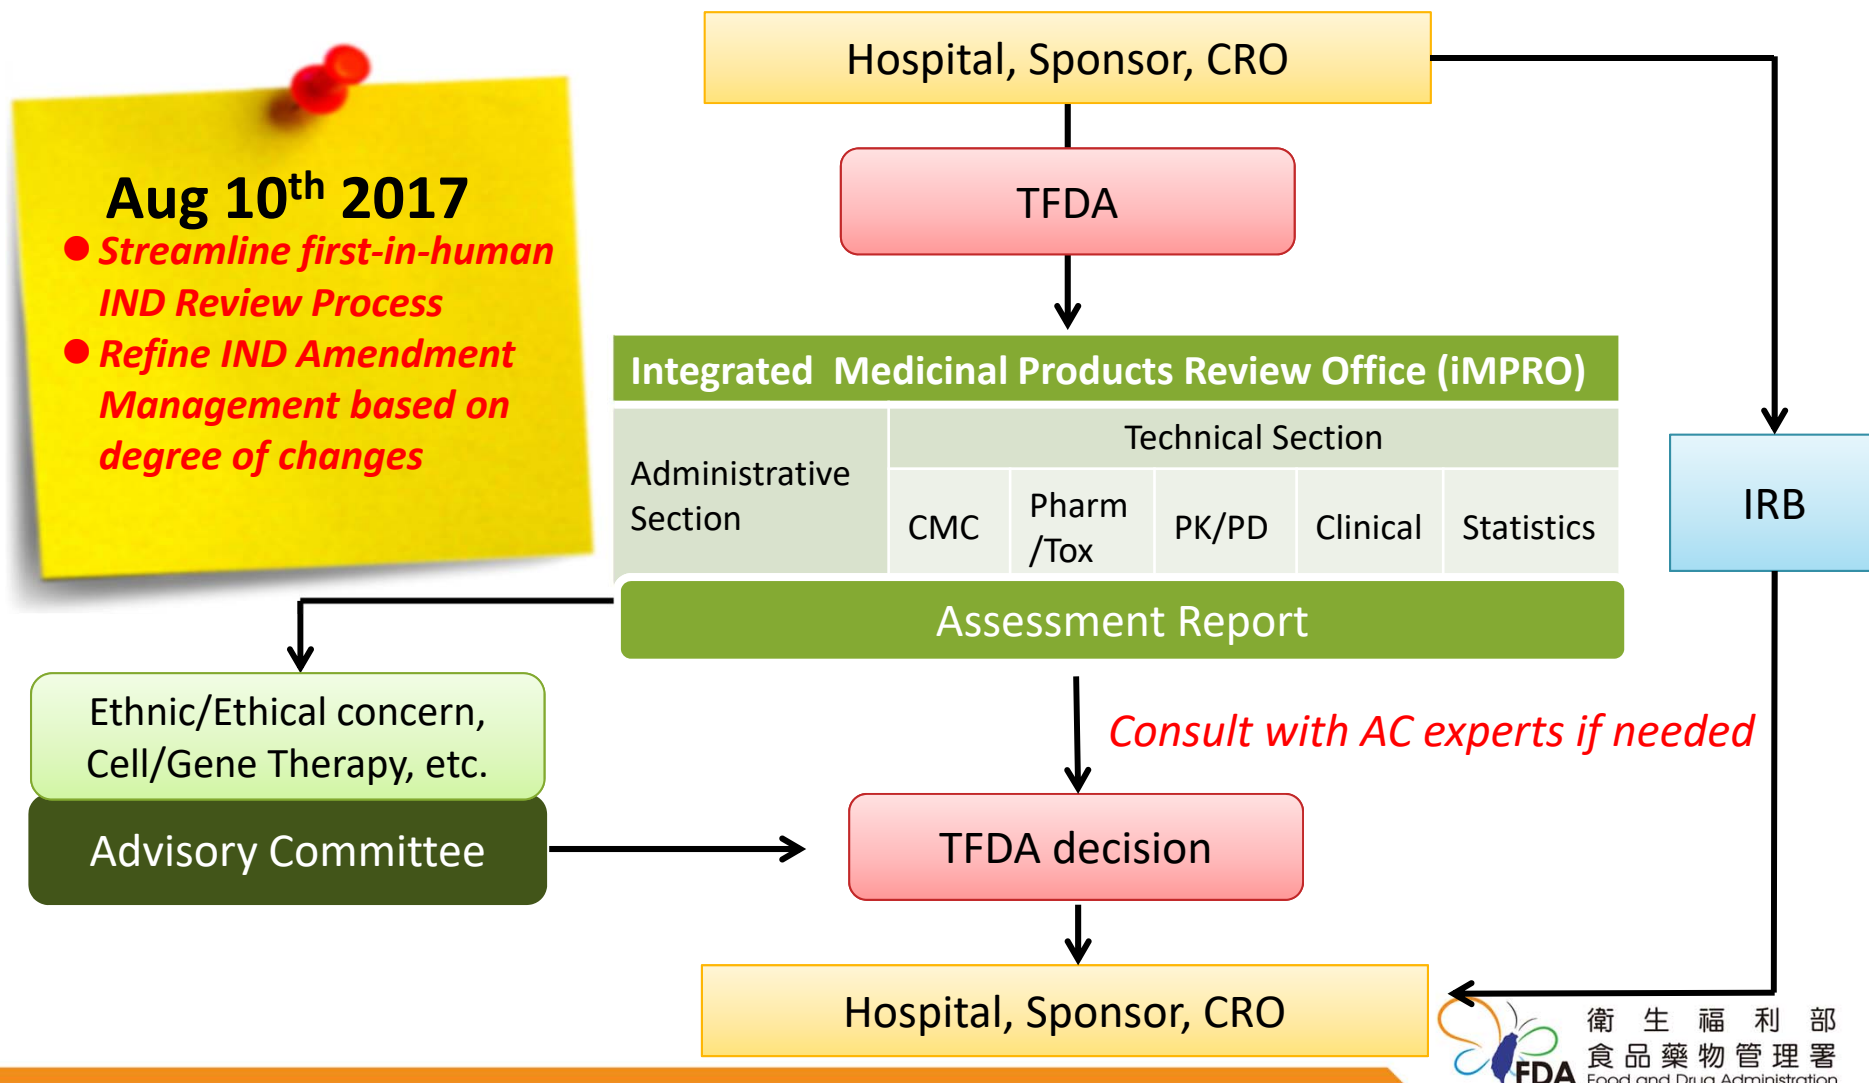 Hospital, Sponsor, CRO
Aug 10th 2017
● Streamline first-in-human
IND Review Process
● Refine IND Amendment
Management based on
degree of changes
TFDA
Integrated Medicinal Products Review Office (iMPRO)
Administrative
Section
Technical Section
CMC
Pharm
/Tox
PK/PD
Clinical
Statistics
IRB
Assessment Report
Ethnic/Ethical concern,
Cell/Gene Therapy, etc.
Advisory Committee
Consult with AC experts if needed
TFDA decision
Hospital, Sponsor, CRO
衛生福利部
食品藥物管理署
FDA
Food and Drug Administration